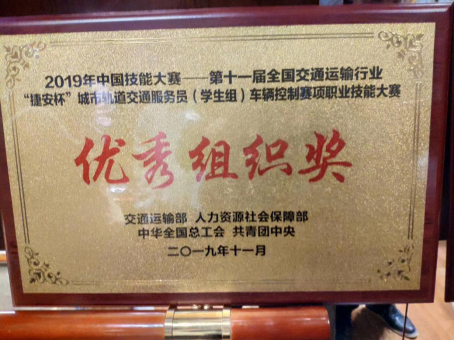 2019年中国技能大赛——第十一届全国交通运输行业
“捷安杯”城市轨道交通服务员（学生组）车辆控制赛项职业技能大赛
优秀组织奖
交通运输部 人力资源社会保障部
中华全国总工会 共青团中央
二〇一九年十一月